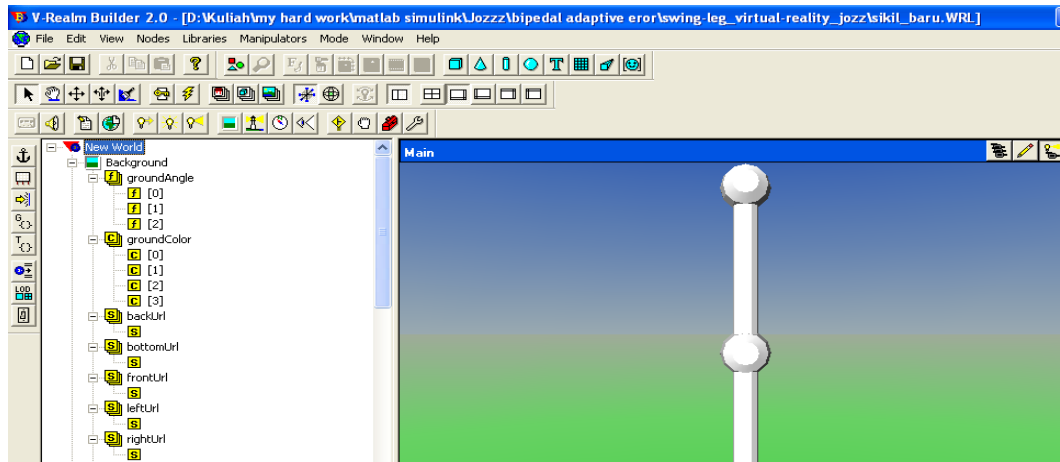 V-Realm Builder 2.0 - [D:\Kuliah\my hard work\matlab simulink\Jozzz\bipedal adaptive eror\swing-leg_virtual-reality_jozz\sikil_baru.WRL]
File Edit View Nodes Libraries Manipulators Mode Window Help
New World
Main
Background
groundAngle
[0]
[1]
[2]
groundColor
[0]
[1]
[2]
[3]
backUrl
bottomUrl
frontUrl
leftUrl
rightUrl